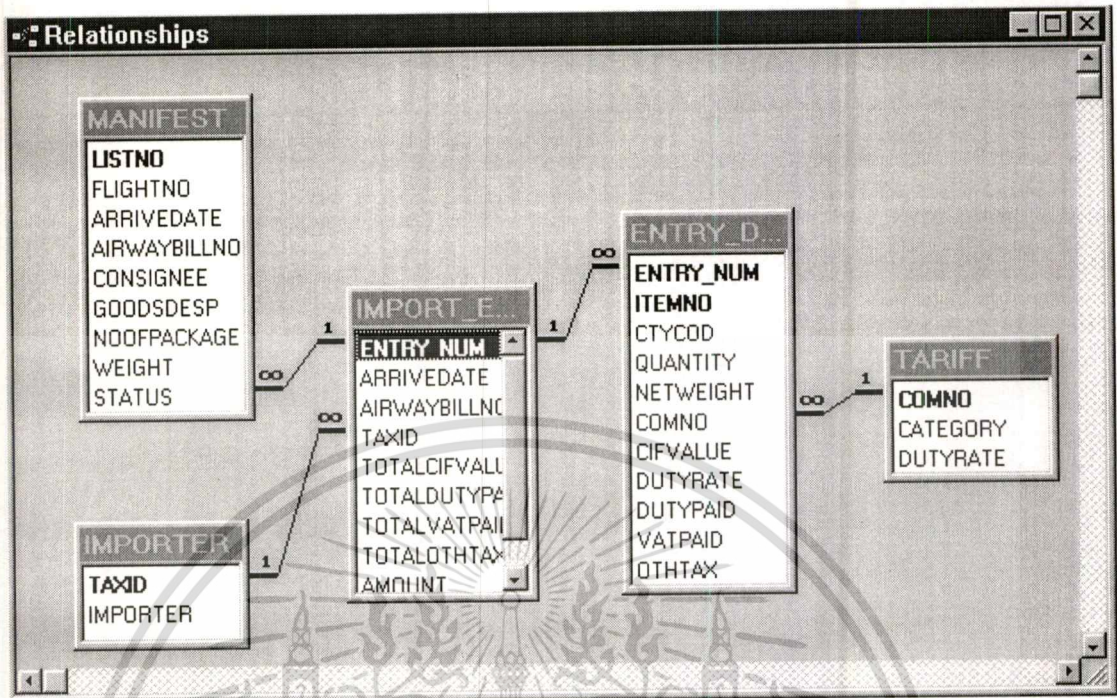 Relationships
MANIFEST
LISTNO
FLIGHTNO
ARRIVEDATE
AIRWAYBILLNO
CONSIGNEE
GOODSDESP
NOOFPACKAGE
WEIGHT
STATUS
∞
1
IMPORTER
TAXID
IMPORTER
1
∞
IMPORT_E...
ENTRY_NUM
ARRIVEDATE
AIRWAYBILLNC
TAXID
TOTALCIFVALU
TOTALDUTYPA
TOTALVATPAII
TOTALOTHTAX
AMOUNT
1
∞
ENTRY_D...
ENTRY_NUM
ITEMNO
CTYCOD
QUANTITY
NETWEIGHT
COMNO
CIFVALUE
DUTYRATE
DUTYPAID
VATPAID
OTHTAX
∞
1
TARIFF
COMNO
CATEGORY
DUTYRATE